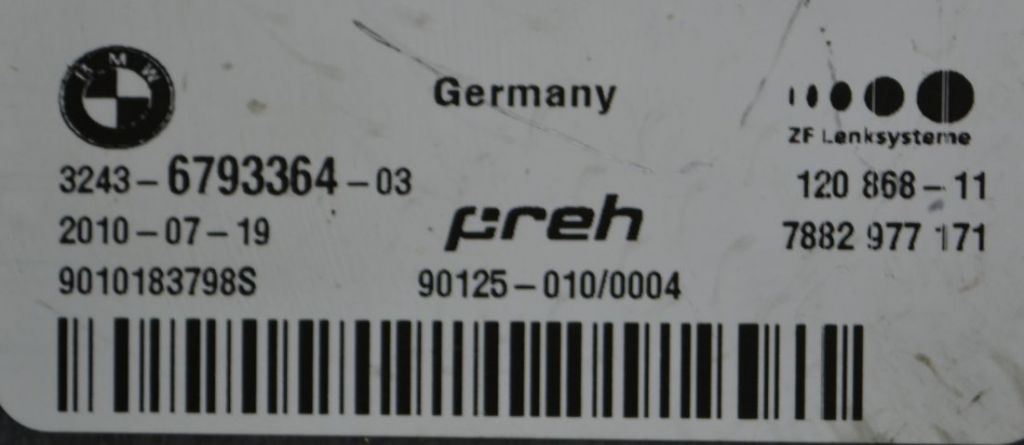 BMW
Germany
ZF Lenksysteme
3243-6793364-03
120 868-11
2010-07-19
preh
7882 977 171
9010183798S
90125-010/0004